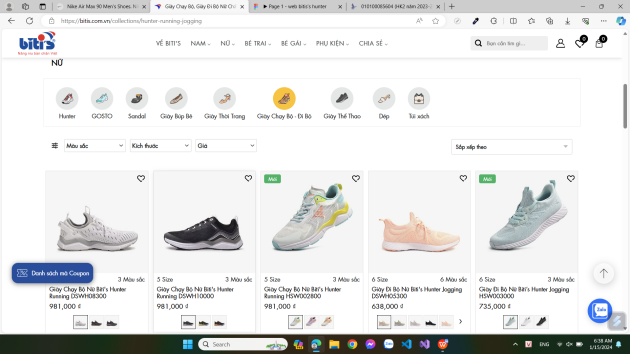 Nike Air Max 90 Men's Shoes. N
Giày Chạy Bộ, Giày Đi Bộ Nữ Chí
Page 1 – web bitis's hunter
010100005604 (HK2 năm 2023-2
https://bitis.com.vn/collections/hunter-running-jogging
biti's
Nâng niu bàn chân Việt
VỀ BITI'S NAM NỮ BÉ TRAI BÉ GÁI PHỤ KIỆN CHIA SẺ
Bạn cần tìm gì...
0
0
NỮ
Hunter
GOSTO
Sandal
Giày Búp Bê
Giày Thời Trang
Giày Chạy Bộ - Đi Bộ
Giày Thể Thao
Dép
Túi xách
Màu sắc
Kích thước
Giá
Sắp xếp theo
3 Màu sắc
Giày Chạy Bộ Nữ Biti's Hunter
Running DSWH08300
981,000 ₫
5 Size 3 Màu sắc
Giày Chạy Bộ Nữ Biti's Hunter
Running DSWH10000
981,000 ₫
Mới
5 Size 3 Màu sắc
Giày Chạy Bộ Nữ Biti's Hunter
Running HSW002800
981,000 ₫
6 Size 6 Màu sắc
Giày Đi Bộ Nữ Biti's Hunter Jogging
DSWH05300
638,000 ₫
Mới
6 Size 3 Màu sắc
Giày Đi Bộ Nữ Biti's Hunter Jogging
HSW003000
735,000 ₫
Danh sách mã Coupon
Zalo
Search
ENG
6:38 AM
1/15/2024